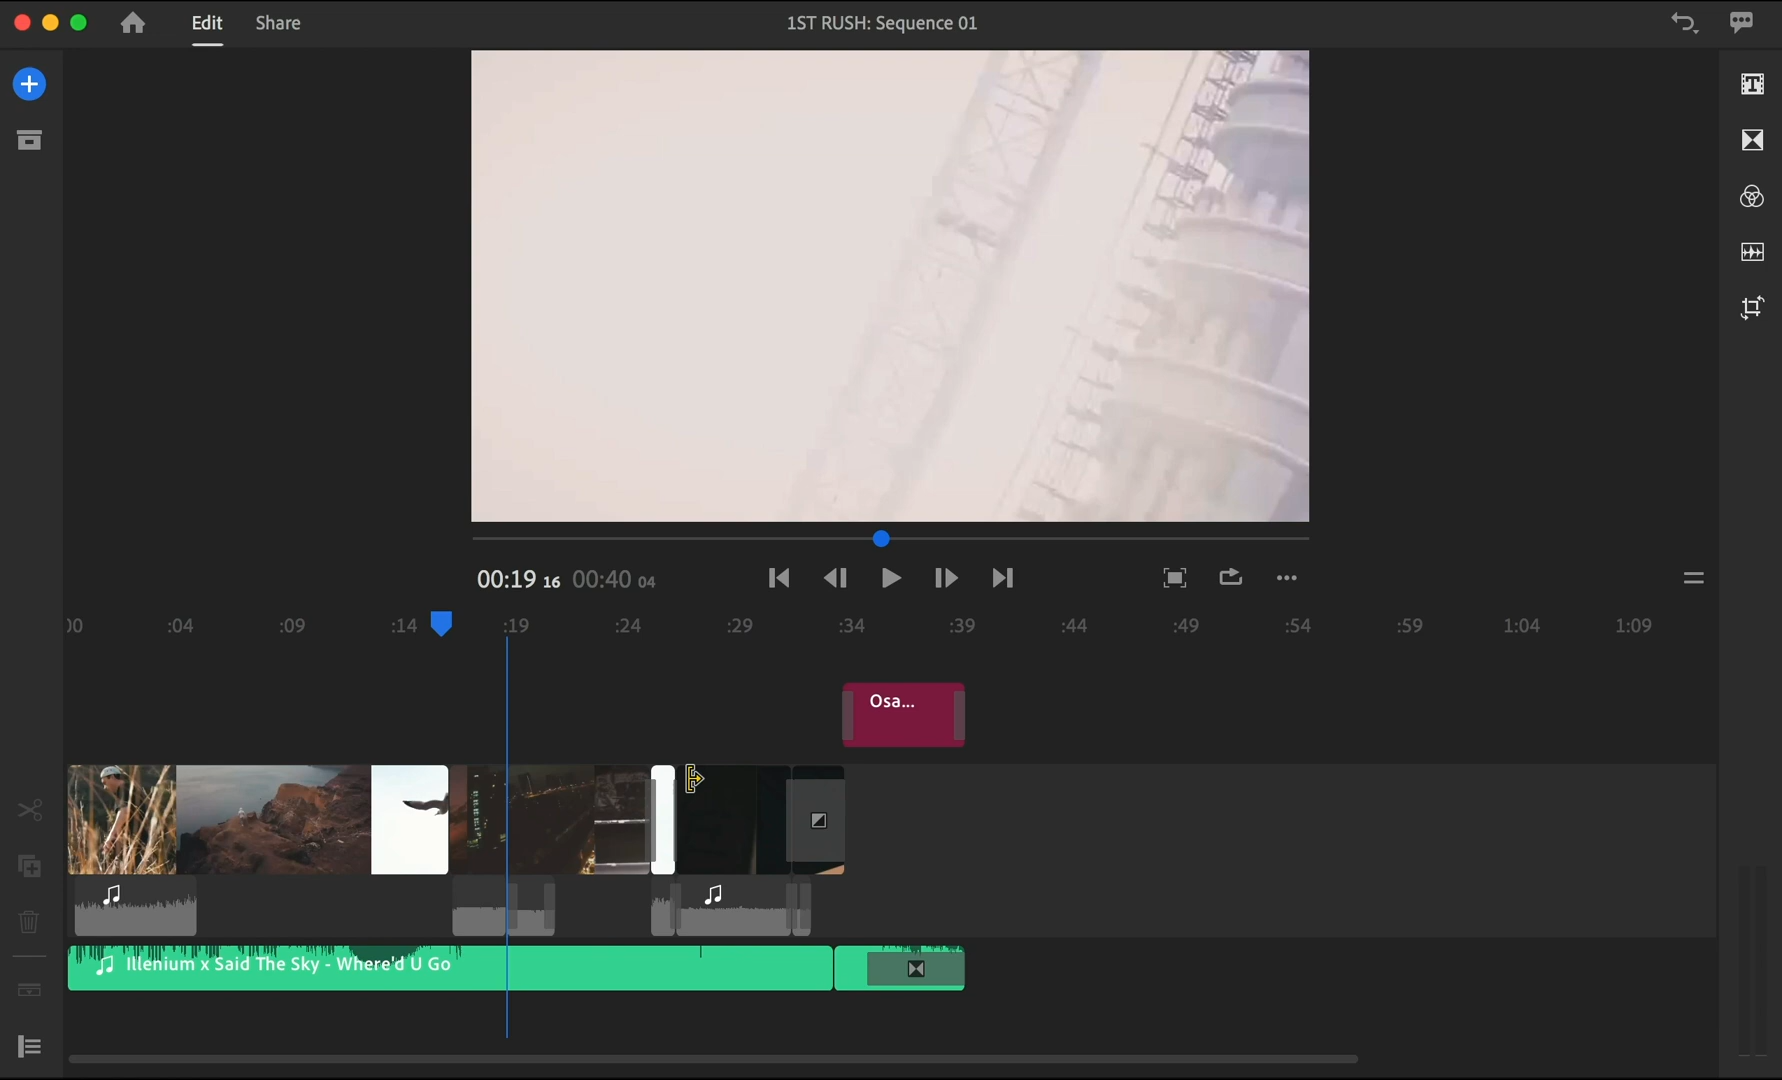 Edit
Share
1ST RUSH: Sequence 01
00:19 16 00:40 04
00 :04 :09 :14 :19 :24 :29 :34 :39 :44 :49 :54 :59 1:04 1:09
Osa...
Illenium x Said The Sky - Where'd U Go